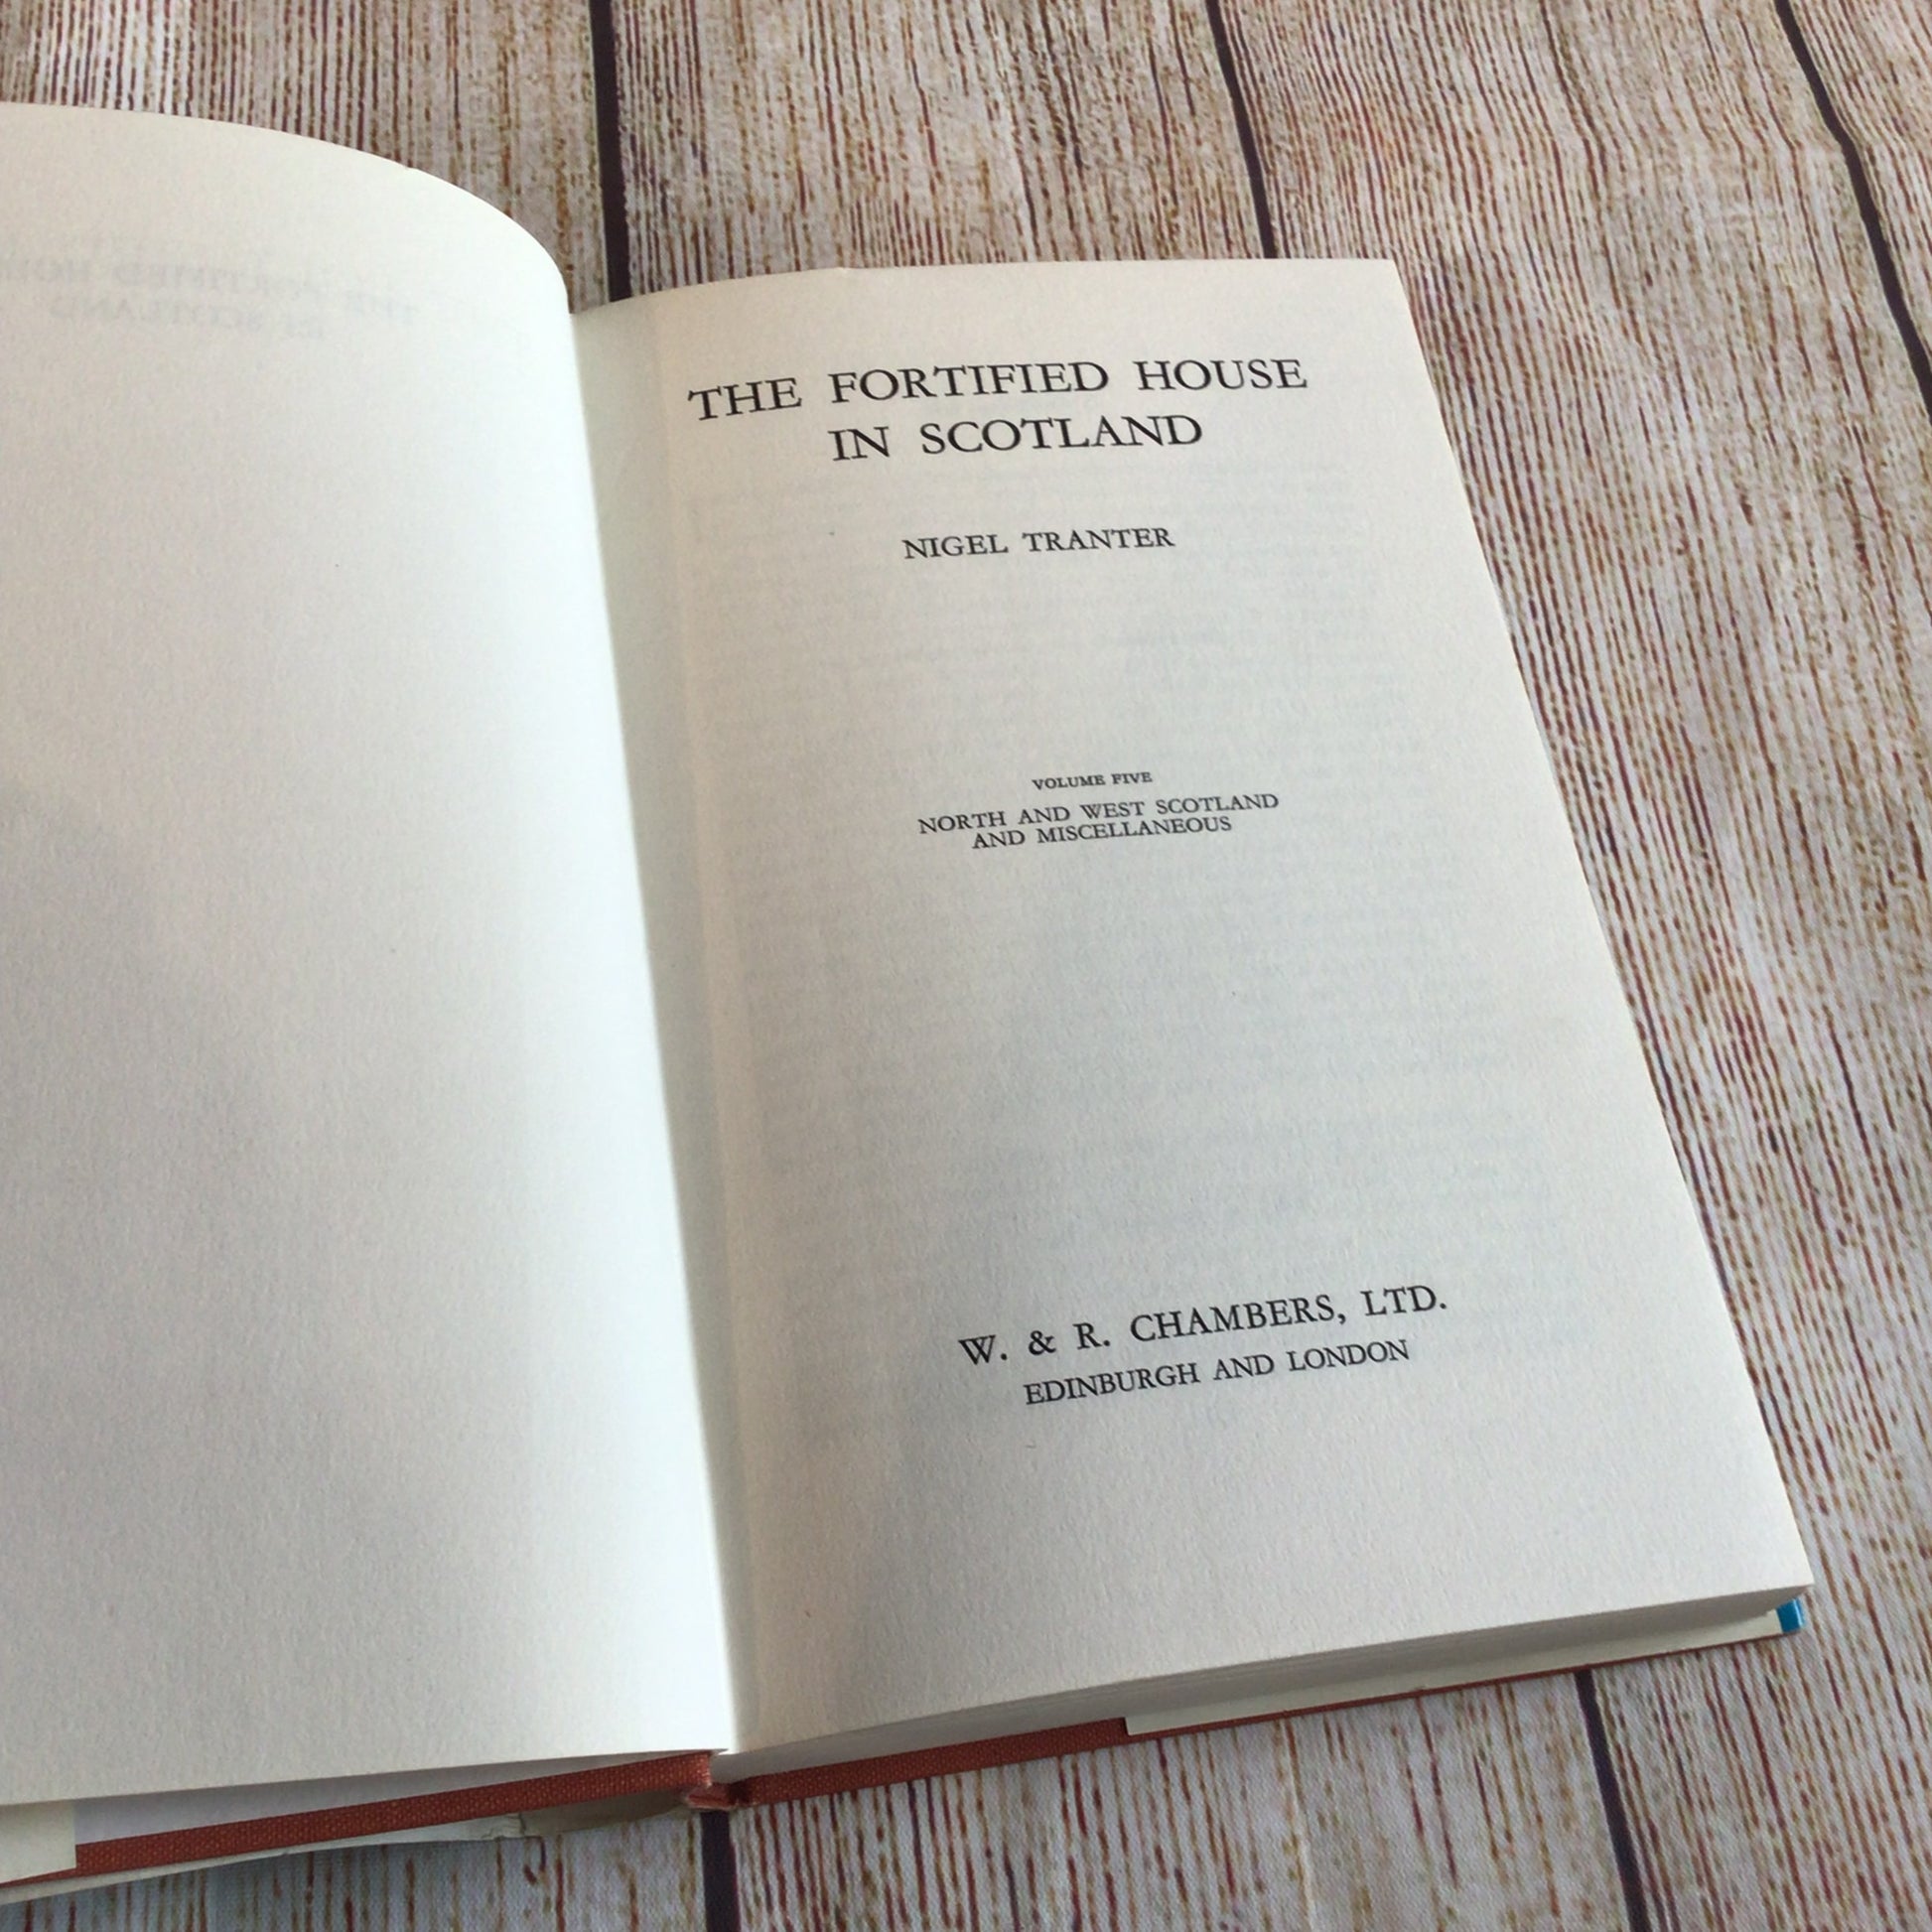 THE FORTIFIED HOUSE
IN SCOTLAND
NIGEL TRANTER
VOLUME FIVE
NORTH AND WEST SCOTLAND
AND MISCELLANEOUS
W. & R. CHAMBERS, LTD.
EDINBURGH AND LONDON